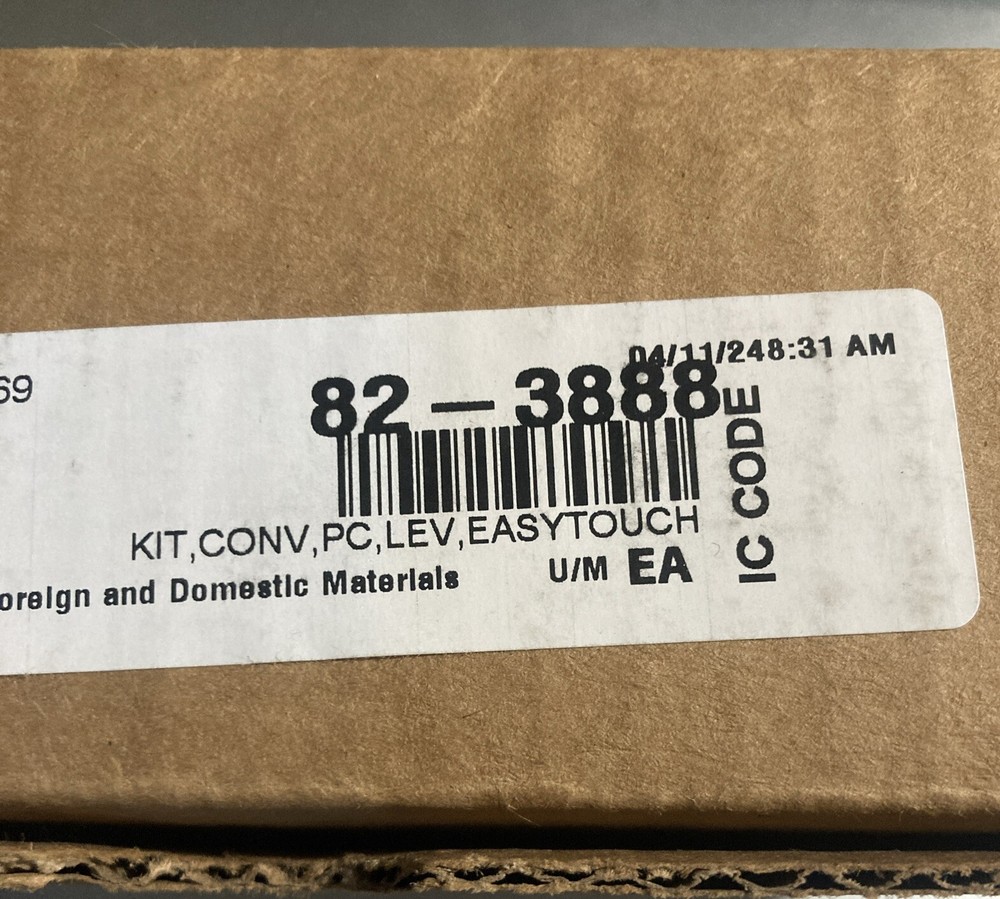 04/11/248:31 AM
69
82-3888
IC CODE
KIT,CONV,PC,LEV,EASYTOUCH
oreign and Domestic Materials
U/M EA